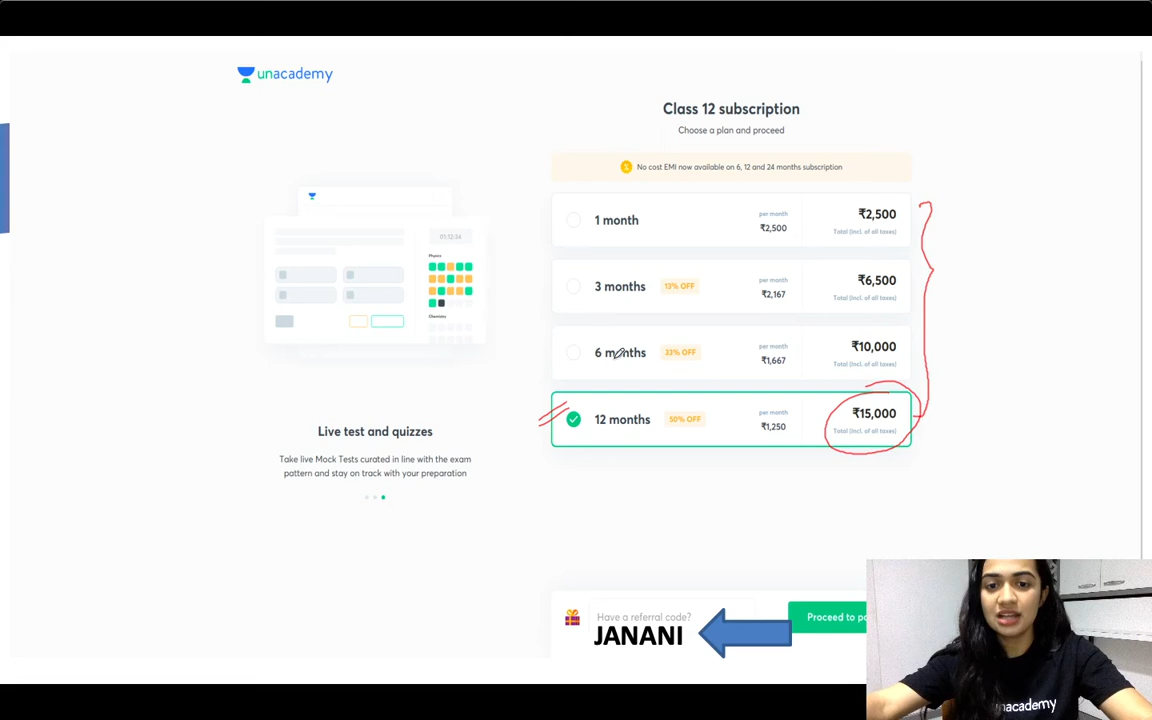 unacademy
Class 12 subscription
Choose a plan and proceed
No cost EMI now available on 6, 12 and 24 months subscription
1 month
per month
₹2,500
₹2,500
Total (Incl. of all taxes)
3 months
13% OFF
per month
₹2,167
₹6,500
Total (Incl. of all taxes)
6 months
33% OFF
per month
₹1,667
₹10,000
Total (Incl. of all taxes)
12 months
50% OFF
per month
₹1,250
₹15,000
Total (Incl. of all taxes)
01:12:34
Physics
Chemistry
Live test and quizzes
Take live Mock Tests curated in line with the exam
pattern and stay on track with your preparation
Have a referral code?
JANANI
Proceed to pa
unacademy